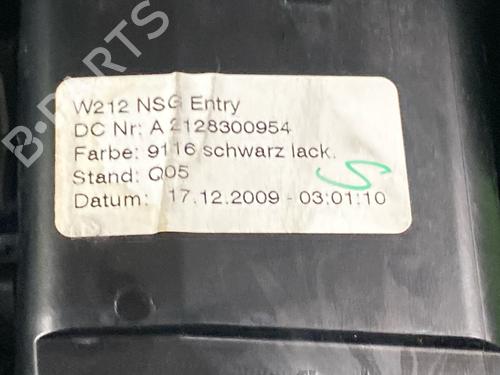 B-PARTS
W212 NSG Entry
DC Nr: A 2128300954
Farbe: 9116 schwarz lack.
Stand: Q05
Datum: 17.12.2009 - 03:01:10
S